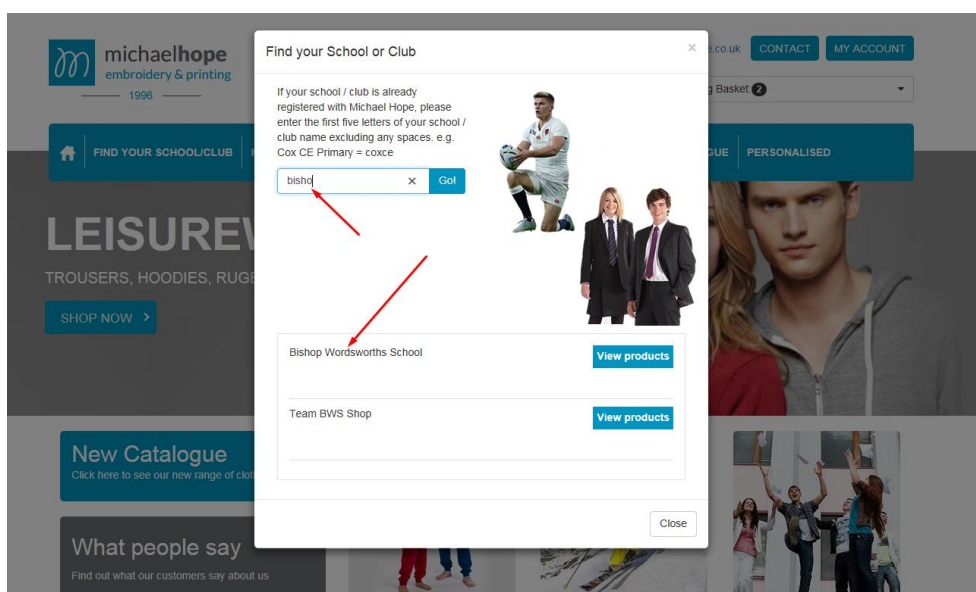 michaelhope
embroidery & printing
1996
e.co.uk
CONTACT
MY ACCOUNT
g Basket 2
FIND YOUR SCHOOL/CLUB
GUE
PERSONALISED
LEISUREW
TROUSERS, HOODIES, RUGB
SHOP NOW >
Find your School or Club
×
If your school / club is already
registered with Michael Hope, please
enter the first five letters of your school /
club name excluding any spaces. e.g.
Cox CE Primary = coxce
bisho
×
Go!
Bishop Wordsworths School
View products
Team BWS Shop
View products
Close
New Catalogue
Click here to see our new range of clot
What people say
Find out what our customers say about us